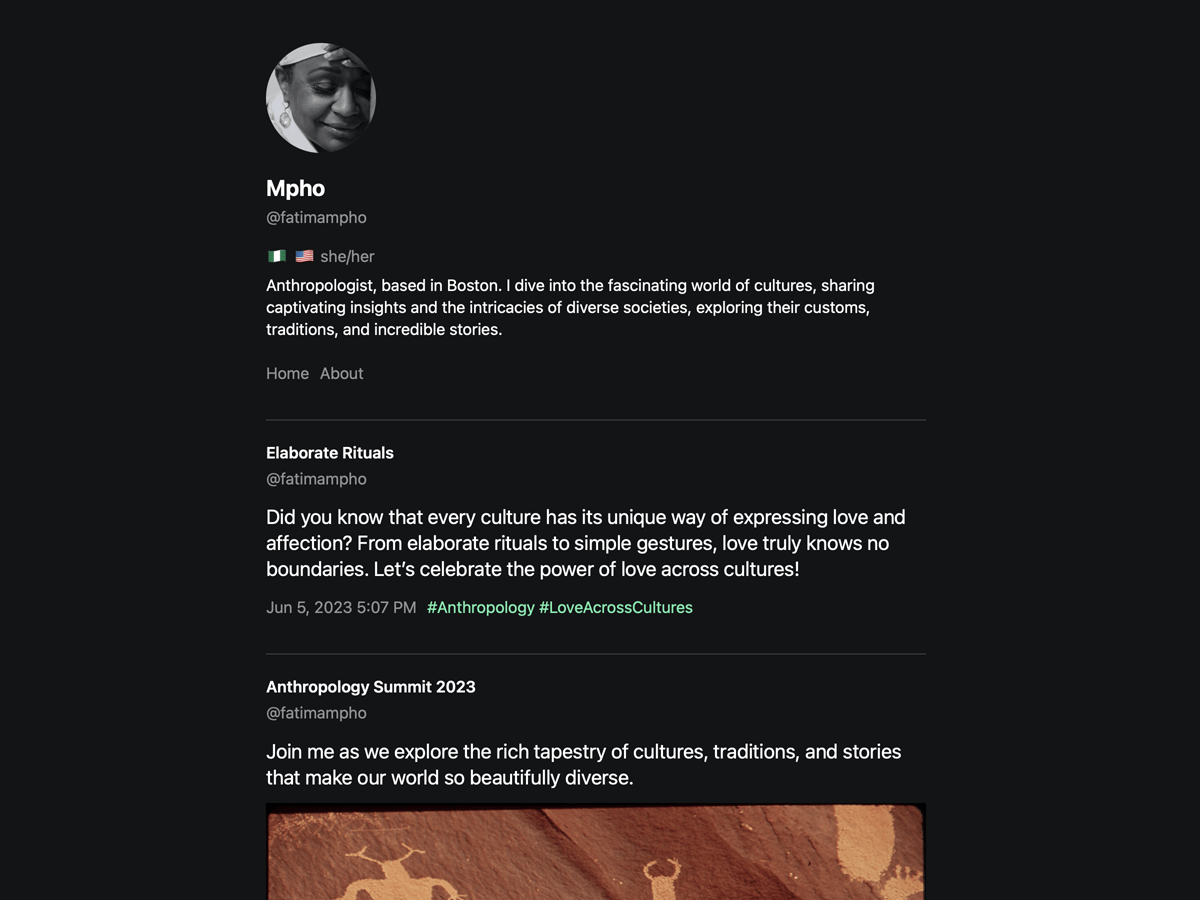 Mpho
@fatimampho
🇳🇬 🇺🇸 she/her
Anthropologist, based in Boston. I dive into the fascinating world of cultures, sharing
captivating insights and the intricacies of diverse societies, exploring their customs,
traditions, and incredible stories.
Home About
Elaborate Rituals
@fatimampho
Did you know that every culture has its unique way of expressing love and
affection? From elaborate rituals to simple gestures, love truly knows no
boundaries. Let’s celebrate the power of love across cultures!
Jun 5, 2023 5:07 PM #Anthropology #LoveAcrossCultures
Anthropology Summit 2023
@fatimampho
Join me as we explore the rich tapestry of cultures, traditions, and stories
that make our world so beautifully diverse.